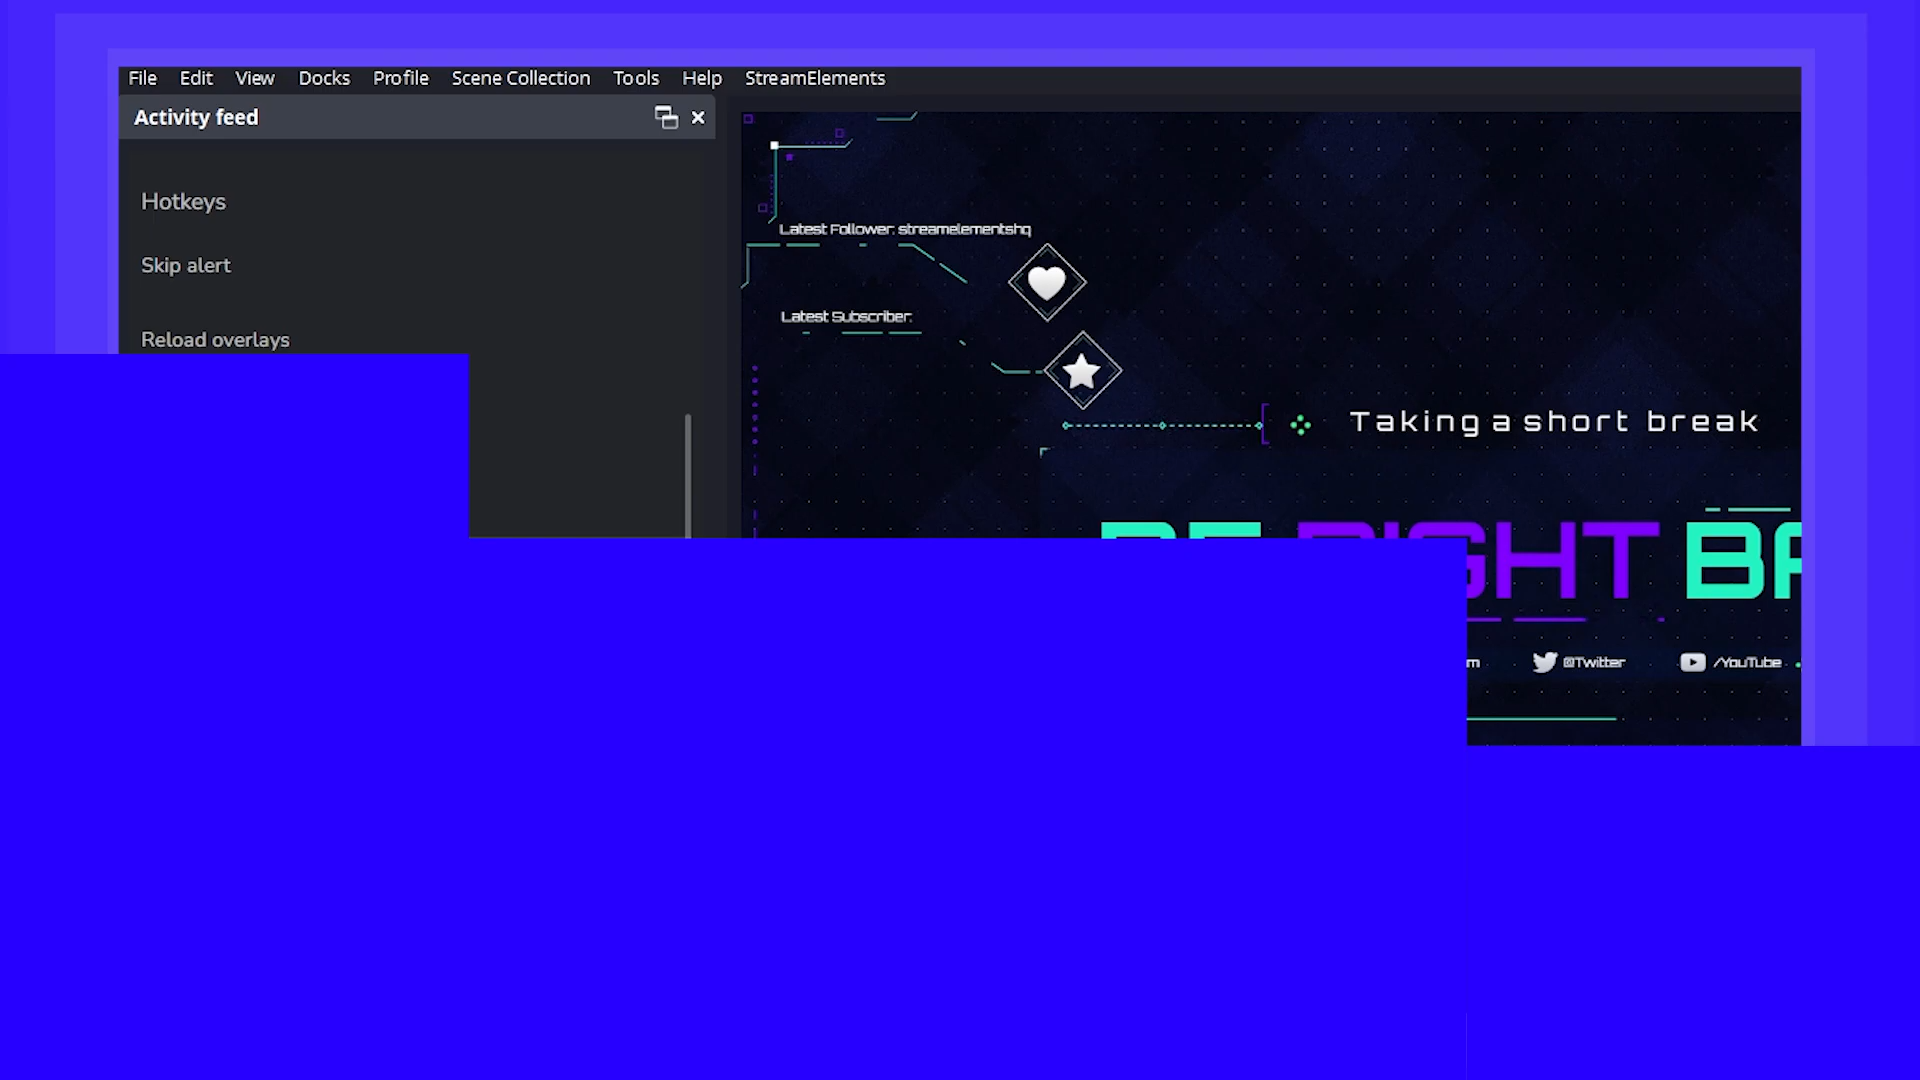 File Edit View Docks Profile Scene Collection Tools Help StreamElements
Activity feed
Hotkeys
Skip alert
Reload overlays
Latest Follower: streamelementshq
Latest Subscriber:
Taking a short break
@Twitter /YouTube